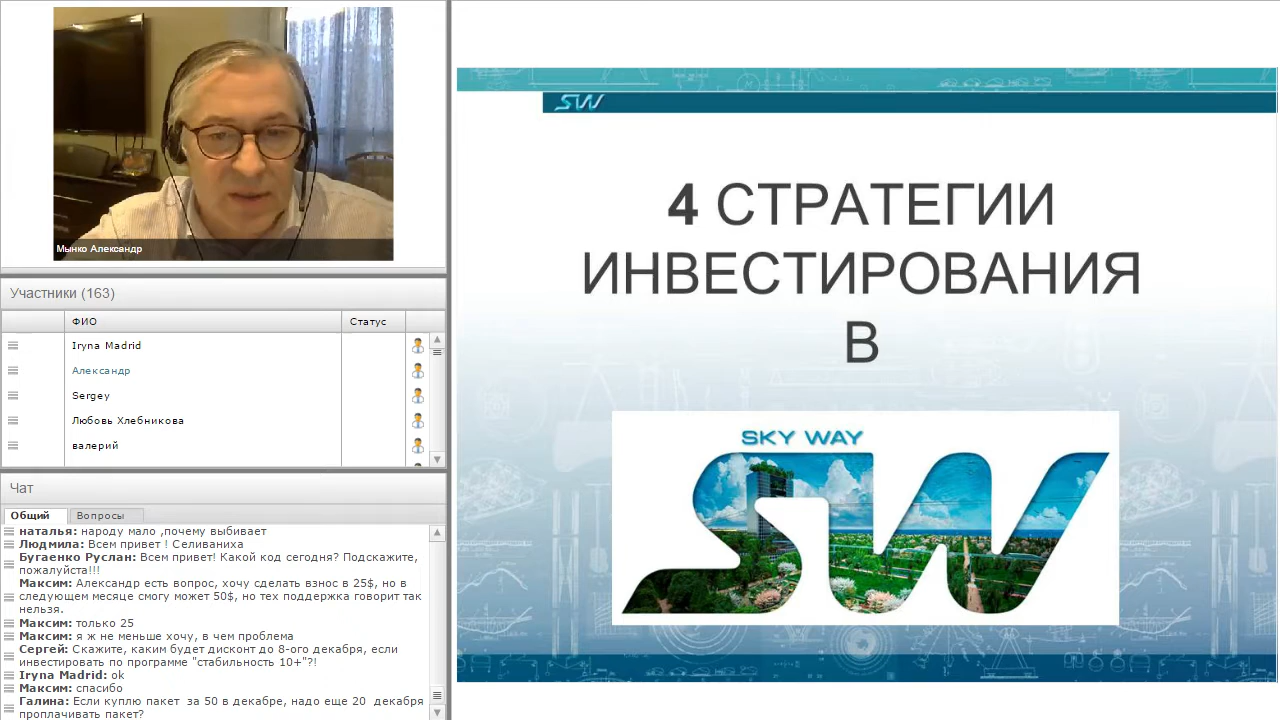 Мынко Александр
Участники (163)
ФИО
Статус
Iryna Madrid
Александр
Sergey
Любовь Хлебникова
валерий
Чат
Общий
Вопросы
наталья: народу мало ,почему выбивает
Людмила: Всем привет ! Селиваниха
Бугаенко Руслан: Всем привет! Какой код сегодня? Подскажите,
пожалуйста!!!
Максим: Александр есть вопрос, хочу сделать взнос в 25$, но в
следующем месяце смогу может 50$, но тех поддержка говорит так
нельзя.
Максим: только 25
Максим: я ж не меньше хочу, в чем проблема
Сергей: Скажите, каким будет дисконт до 8-ого декабря, если
инвестировать по программе "стабильность 10+"?!
Iryna Madrid: ok
Максим: спасибо
Галина: Если куплю пакет за 50 в декабре, надо еще 20 декабря
проплачивать пакет?
SW
4 СТРАТЕГИИ
ИНВЕСТИРОВАНИЯ
В
SKY WAY
SW